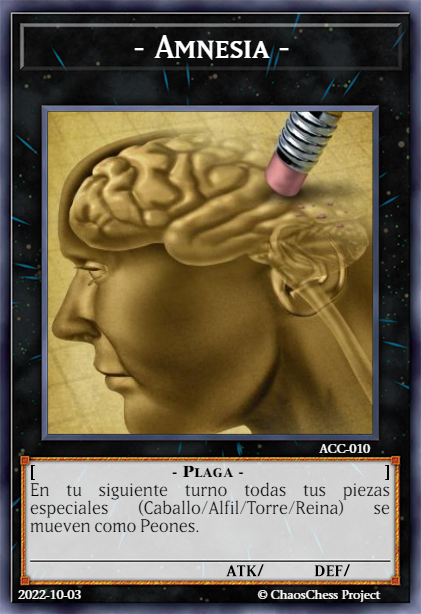 - AMNESIA -
ACC-010
[ - PLAGA - ]
En tu siguiente turno todas tus piezas
especiales (Caballo/Alfil/Torre/Reina) se
mueven como Peones.
ATK/ DEF/
2022-10-03 © ChaosChess Project